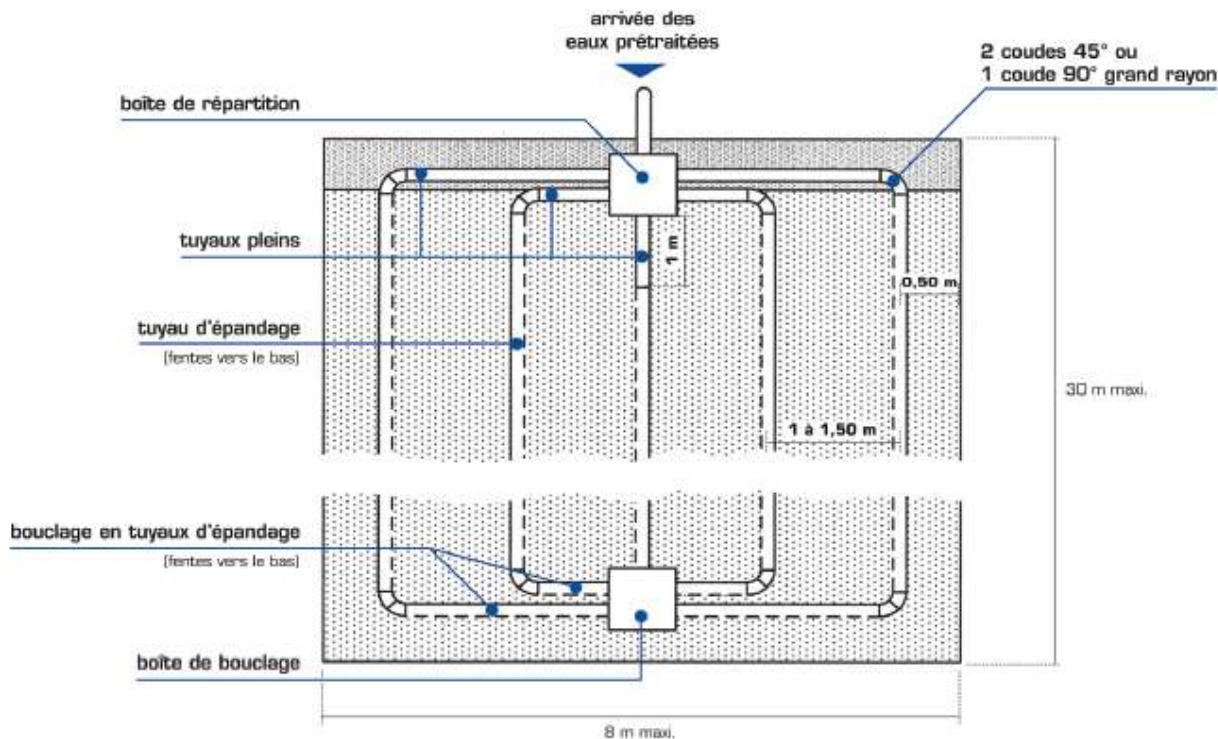 arrivée des
eaux prétraitées
2 coudes 45° ou
1 coude 90° grand rayon
boîte de répartition
tuyaux pleins
1 m
0,50 m
tuyau d'épandage
(fentes vers le bas)
30 m maxi.
1 à 1,50 m
bouclage en tuyaux d'épandage
(fentes vers le bas)
boîte de bouclage
8 m maxi.